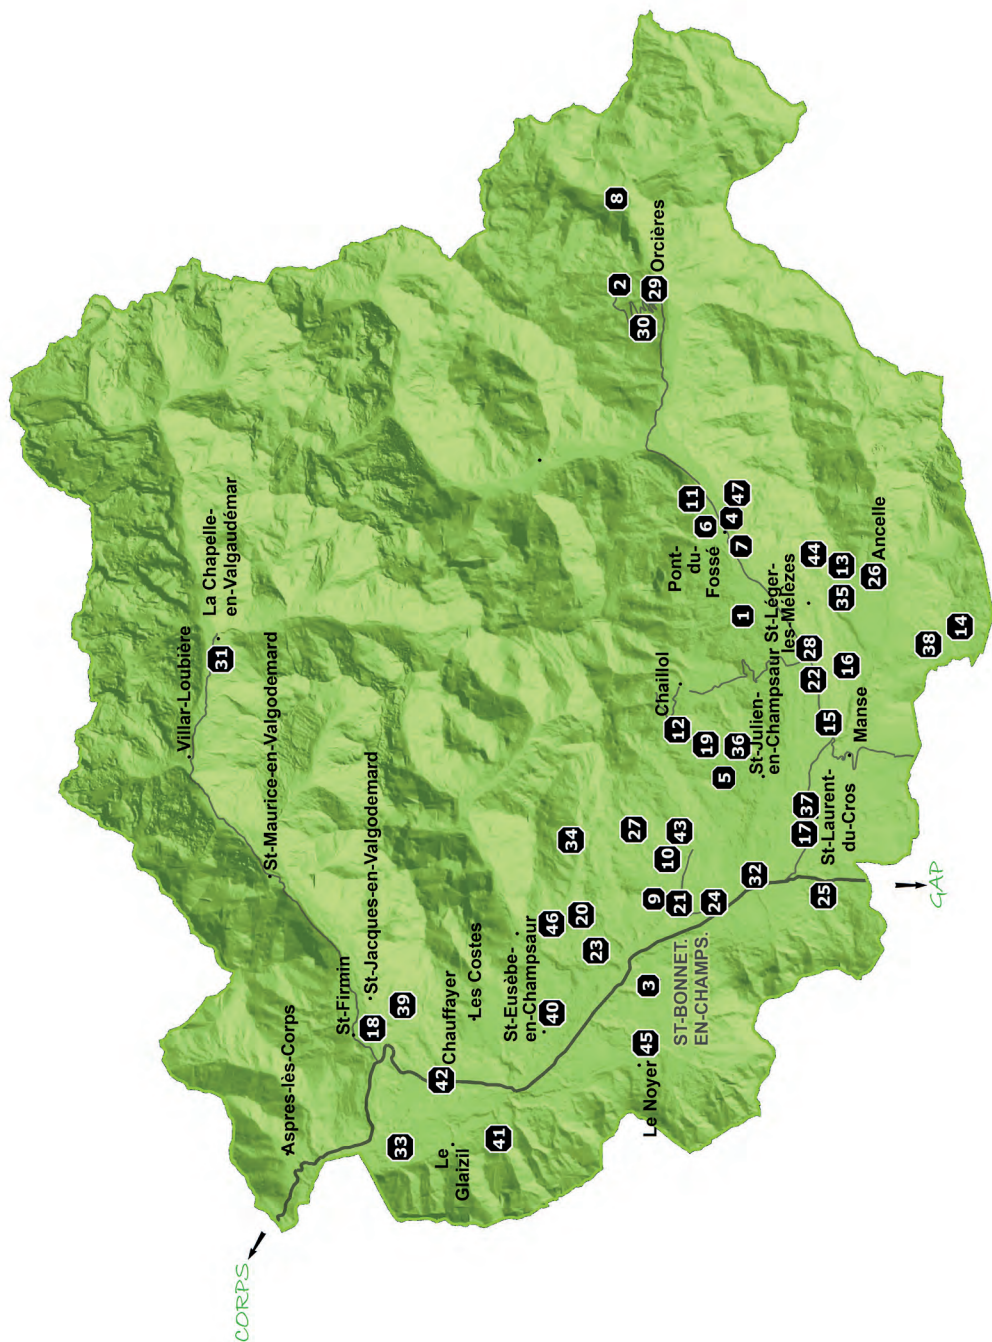 CORPS
Villar-Loubière
La Chapelle-
en-Valgaudémar
31
St-Maurice-en-Valgodemard
Aspres-lès-Corps
St-Firmin
St-Jacques-en-Valgodemard
18
39
33
42
Chauffayer
Les Costes
Le
Glaizil
41
St-Eusèbe-
en-Champsaur
40
46
20
23
34
8
2
30
29
Orcières
27
9
10
43
21
24
3
45
Le Noyer
ST-BONNET.
EN-CHAMPS.
32
Chaillol
12
19
36
5
Pont-
du-
Fossé
11
6
4
47
7
1
St-Julien-
en-Champsaur
St-Léger-
les-Mélèzes
28
22
44
13
35
26
Ancelle
16
15
Manse
37
17
St-Laurent-
du-Cros
25
38
14
GAP